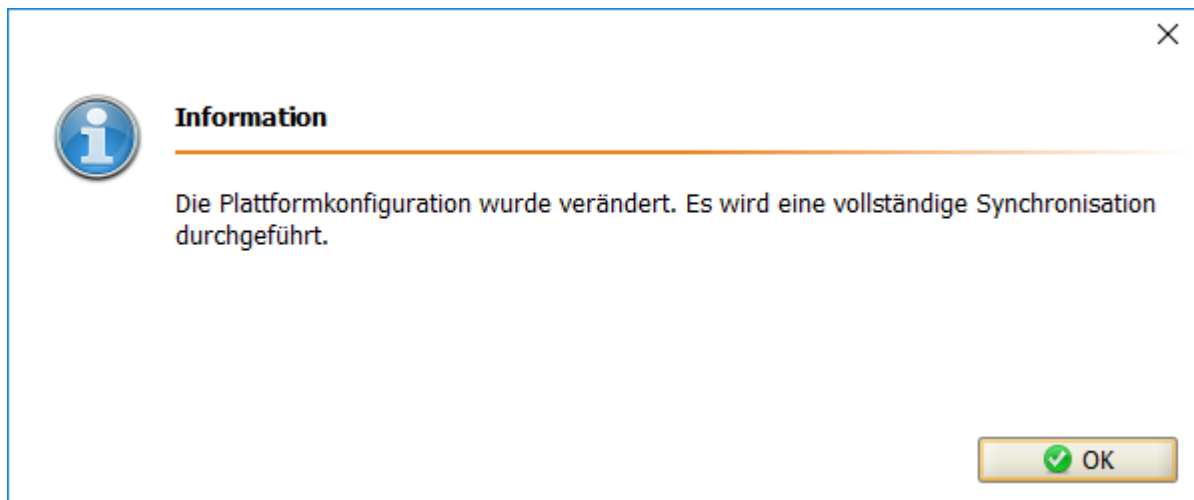 Information
Die Plattformkonfiguration wurde verändert. Es wird eine vollständige Synchronisation
durchgeführt.
OK